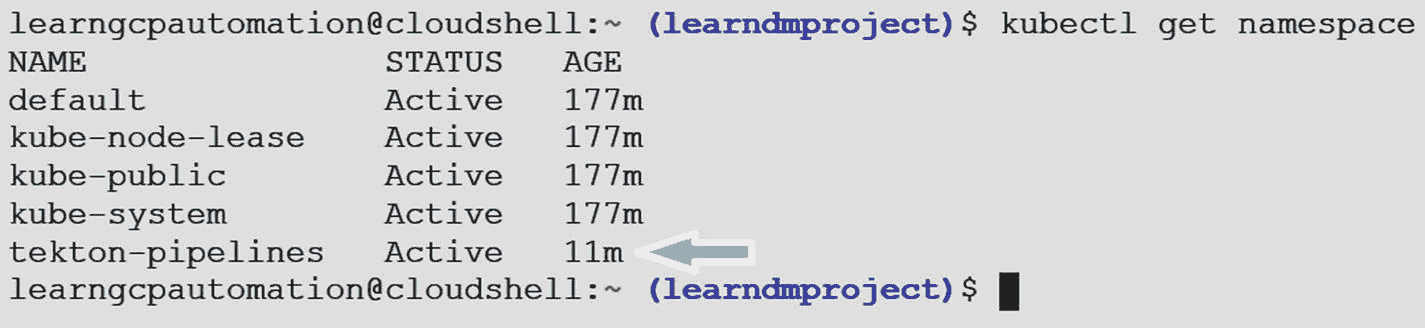 learngcpautomation@cloudshell:~ (learndmproject)$ kubectl get namespace
NAME STATUS AGE
default Active 177m
kube-node-lease Active 177m
kube-public Active 177m
kube-system Active 177m
tekton-pipelines Active 11m
learngcpautomation@cloudshell:~ (learndmproject)$